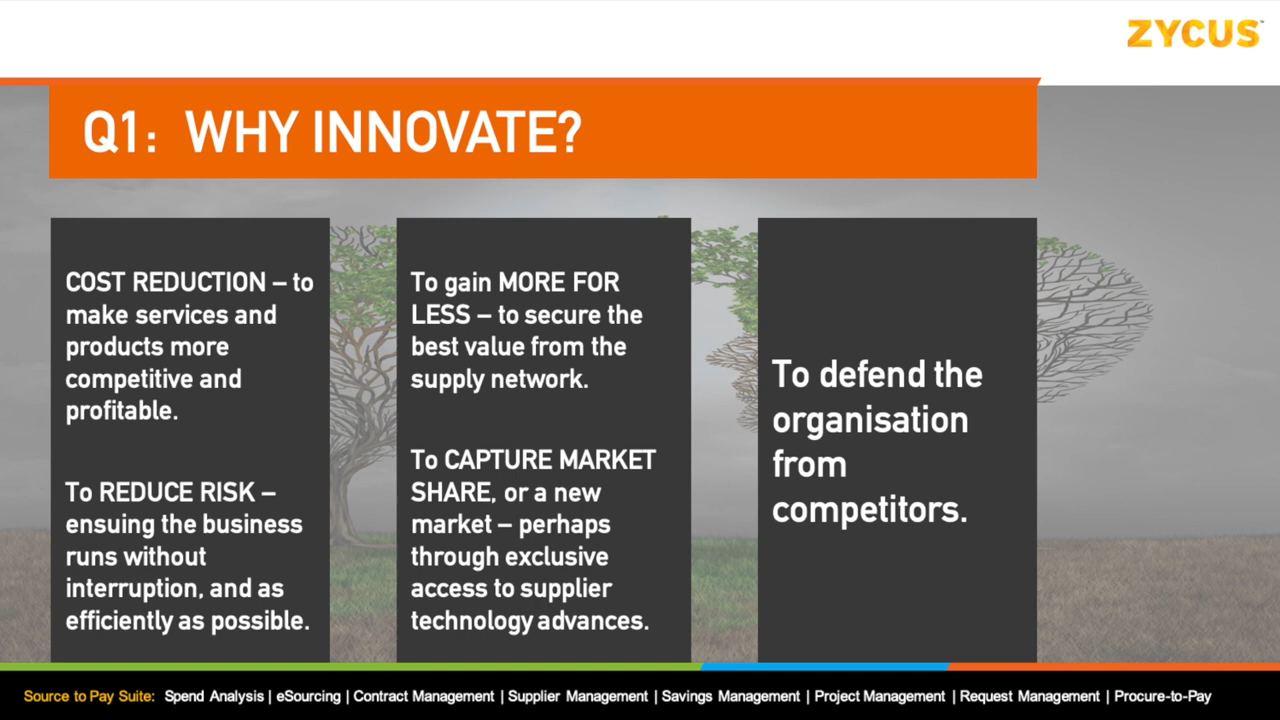 ZYCUS™
Q1: WHY INNOVATE?
COST REDUCTION – to
make services and
products more
competitive and
profitable.
To REDUCE RISK –
ensuing the business
runs without
interruption, and as
efficiently as possible.
To gain MORE FOR
LESS – to secure the
best value from the
supply network.
To CAPTURE MARKET
SHARE, or a new
market – perhaps
through exclusive
access to supplier
technology advances.
To defend the
organisation
from
competitors.
Source to Pay Suite: Spend Analysis | eSourcing | Contract Management | Supplier Management | Savings Management | Project Management | Request Management | Procure-to-Pay